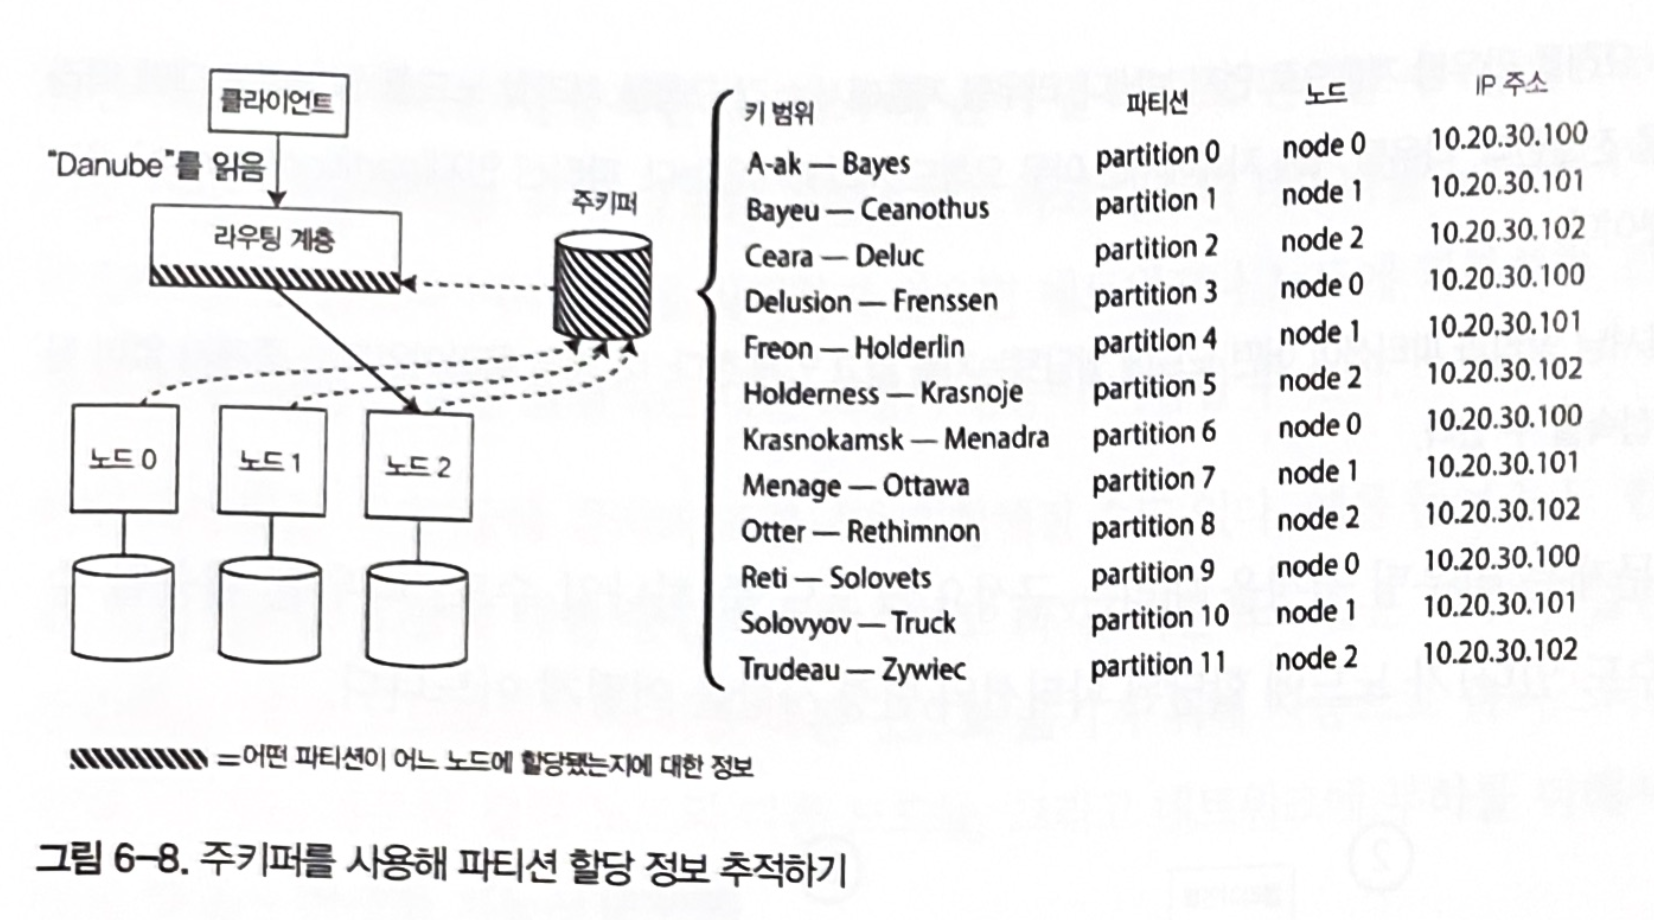 클라이언트
"Danube"를 읽음
라우팅 계층
주키퍼
노드 0
노드 1
노드 2
키 범위 파티션 노드 IP 주소
A-ak — Bayes partition 0 node 0 10.20.30.100
Bayeu — Ceanothus partition 1 node 1 10.20.30.101
Ceara — Deluc partition 2 node 2 10.20.30.102
Delusion — Frenssen partition 3 node 0 10.20.30.100
Freon — Holderlin partition 4 node 1 10.20.30.101
Holderness — Krasnoje partition 5 node 2 10.20.30.102
Krasnokamsk — Menadra partition 6 node 0 10.20.30.100
Menage — Ottawa partition 7 node 1 10.20.30.101
Otter — Rethimnon partition 8 node 2 10.20.30.102
Reti — Solovets partition 9 node 0 10.20.30.100
Solovyov — Truck partition 10 node 1 10.20.30.101
Trudeau — Zywiec partition 11 node 2 10.20.30.102
=어떤 파티션이 어느 노드에 할당됐는지에 대한 정보
그림 6-8. 주키퍼를 사용해 파티션 할당 정보 추적하기